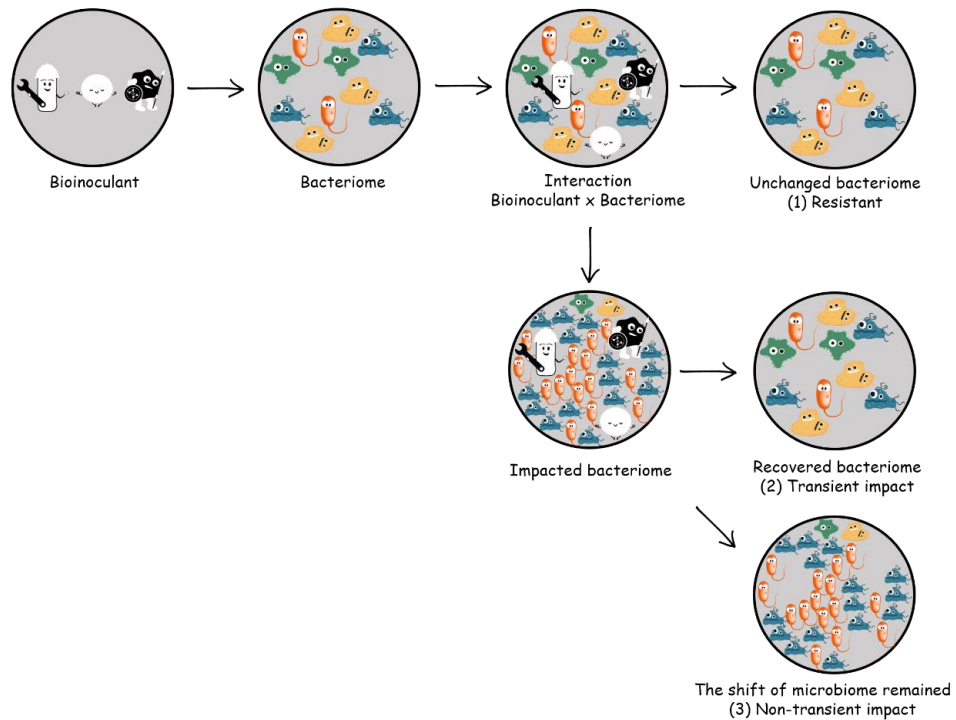 Bioinoculant
Bacteriome
Interaction
Bioinoculant x Bacteriome
Unchanged bacteriome
(1) Resistant
Impacted bacteriome
Recovered bacteriome
(2) Transient impact
The shift of microbiome remained
(3) Non-transient impact